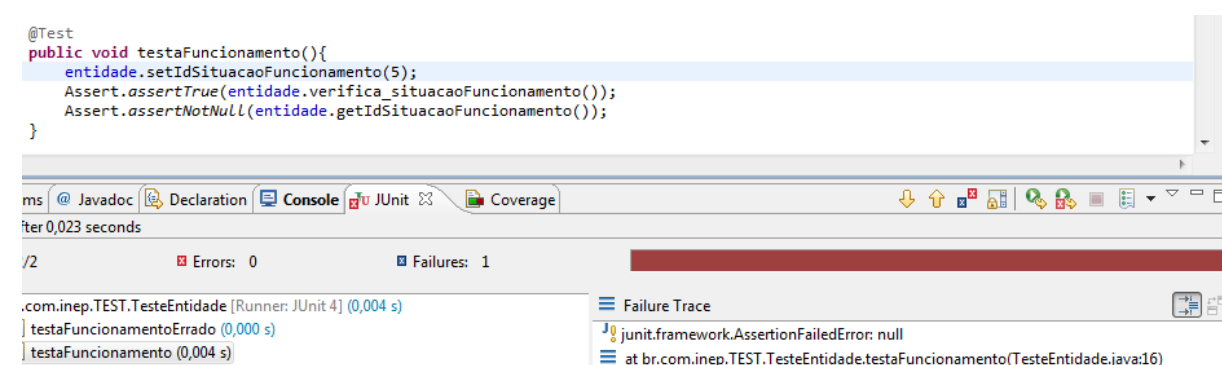 @Test
public void testaFuncionamento(){
entidade.setIdSituacaoFuncionamento(5);
Assert.assertTrue(entidade.verifica_situacaoFuncionamento());
Assert.assertNotNull(entidade.getIdSituacaoFuncionamento());
}
ms @ Javadoc Declaration Console JUnit Coverage
fter 0,023 seconds
/2 Errors: 0 Failures: 1
.com.inep.TEST.TesteEntidade [Runner: JUnit 4] (0,004 s)
testaFuncionamentoErrado (0,000 s)
testaFuncionamento (0,004 s)
Failure Trace
junit.framework.AssertionFailedError: null
at br.com.inep.TEST.TesteEntidade.testaFuncionamento(TesteEntidade.java:16)